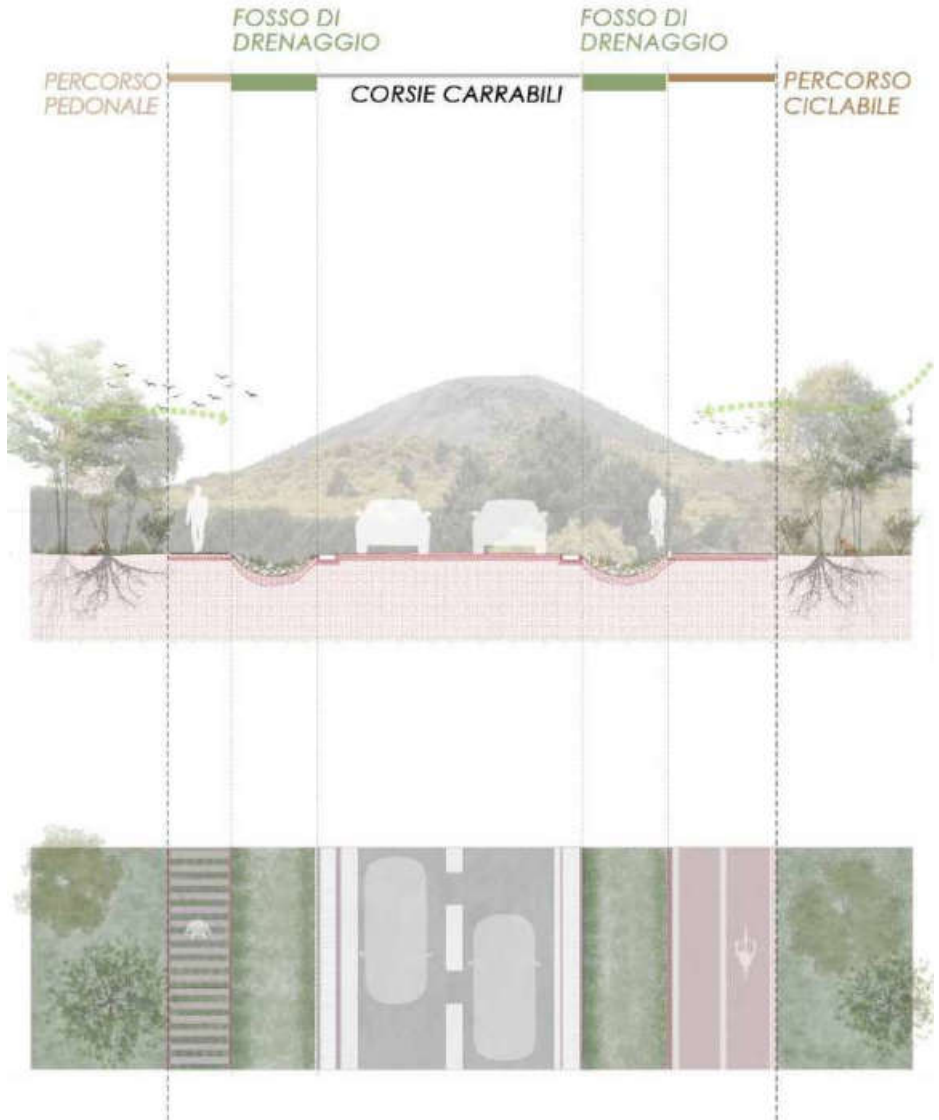 FOSSO DI
DRENAGGIO
FOSSO DI
DRENAGGIO
PERCORSO
PEDONALE
CORSIE CARRABILI
PERCORSO
CICLABILE